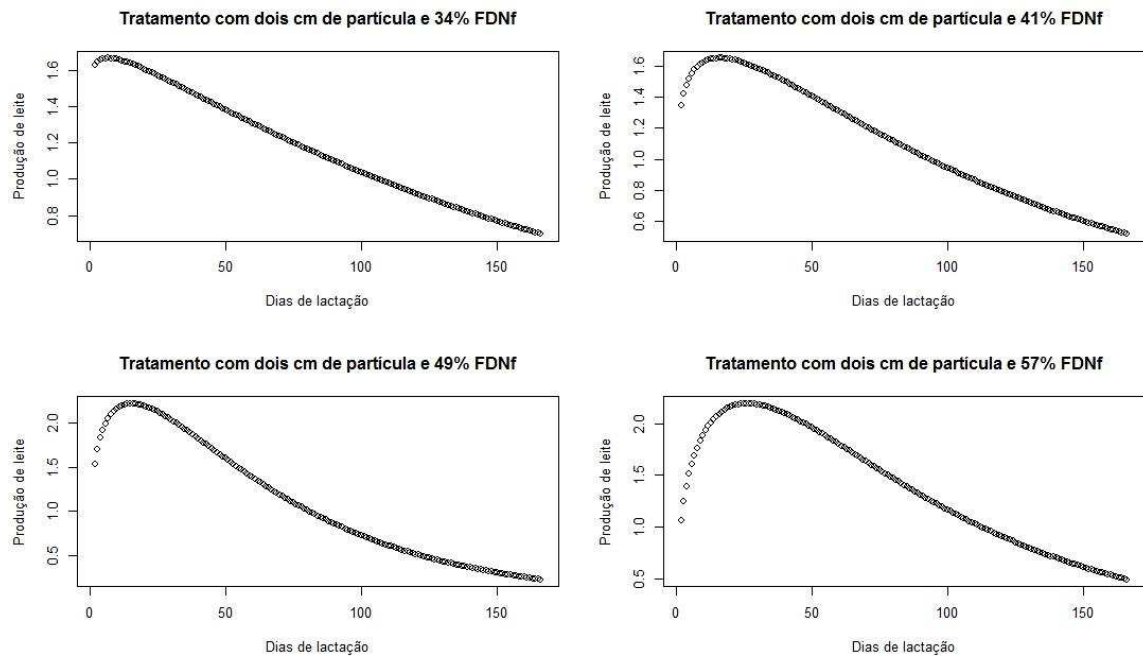 Tratamento com dois cm de partícula e 34% FDNf
Produção de leite
0.8 1.0 1.2 1.4 1.6
0 50 100 150
Dias de lactação
Tratamento com dois cm de partícula e 41% FDNf
Produção de leite
0.6 0.8 1.0 1.2 1.4 1.6
0 50 100 150
Dias de lactação
Tratamento com dois cm de partícula e 49% FDNf
Produção de leite
0.5 1.0 1.5 2.0
0 50 100 150
Dias de lactação
Tratamento com dois cm de partícula e 57% FDNf
Produção de leite
0.5 1.0 1.5 2.0
0 50 100 150
Dias de lactação